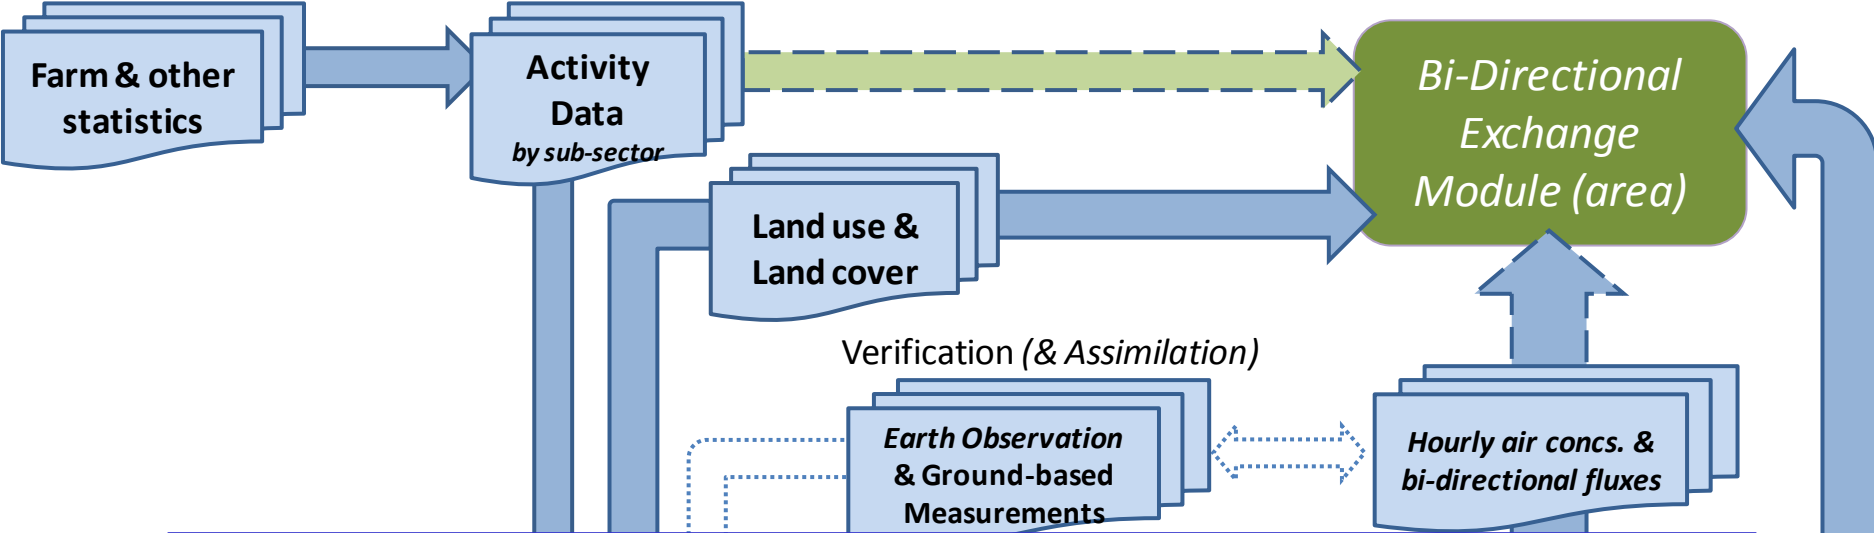 Farm & other
statistics
Activity
Data
by sub-sector
Bi-Directional
Exchange
Module (area)
Land use &
Land cover
Verification (& Assimilation)
Earth Observation
& Ground-based
Measurements
Hourly air concs. &
bi-directional fluxes